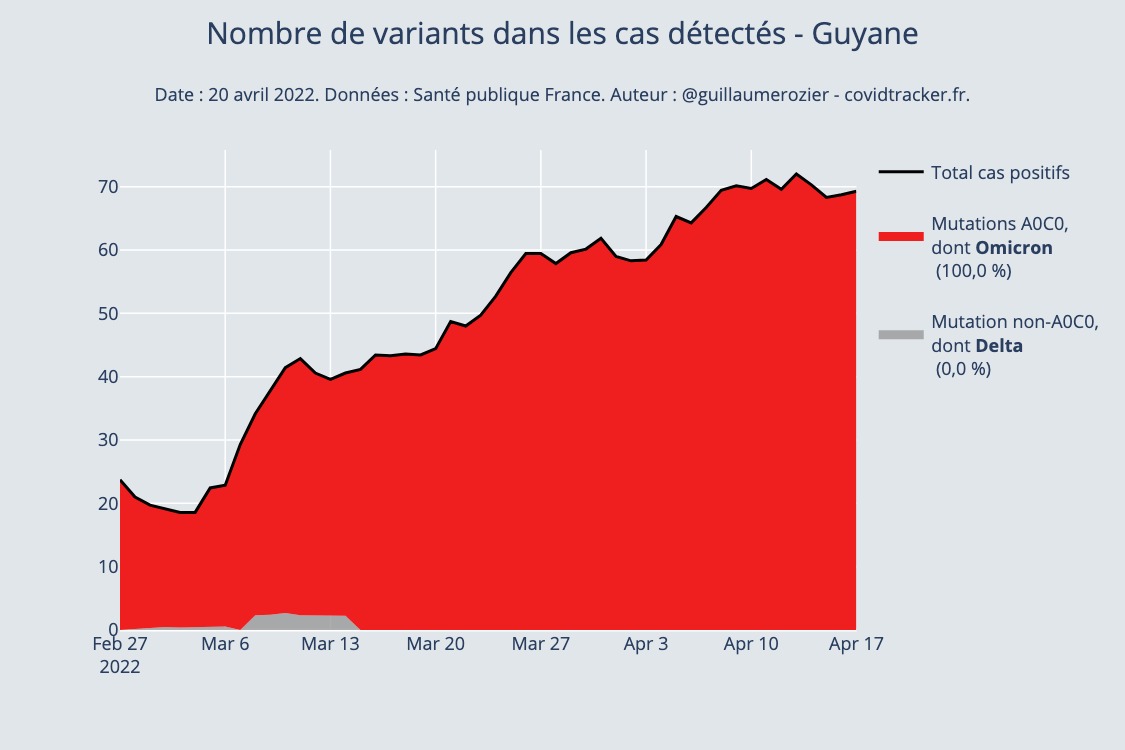 Nombre de variants dans les cas détectés - Guyane
Date : 20 avril 2022. Données : Santé publique France. Auteur : @guillaumerozier - covidtracker.fr.
Total cas positifs
Mutations A0C0,
dont Omicron
(100,0 %)
Mutation non-A0C0,
dont Delta
(0,0 %)
70
60
50
40
30
20
10
0
Feb 27
2022
Mar 6
Mar 13
Mar 20
Mar 27
Apr 3
Apr 10
Apr 17